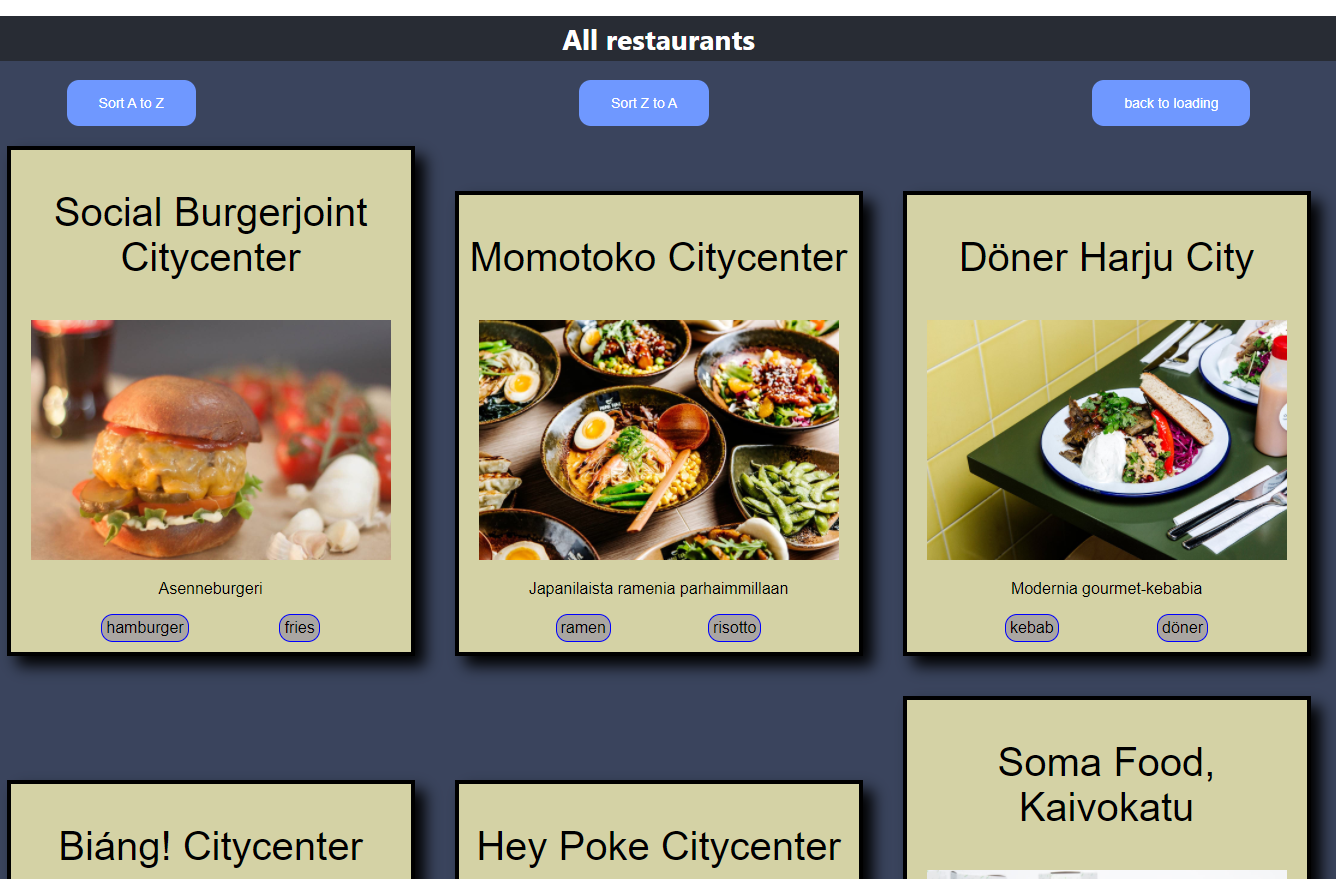 All restaurants
Sort A to Z
Sort Z to A
back to loading
Social Burgerjoint
Citycenter
Asenneburgeri
hamburger
fries
Momotoko Citycenter
Japanilaista ramenia parhaimmillaan
ramen
risotto
Döner Harju City
Modernia gourmet-kebabia
kebab
döner
Biáng! Citycenter
Hey Poke Citycenter
Soma Food,
Kaivokatu